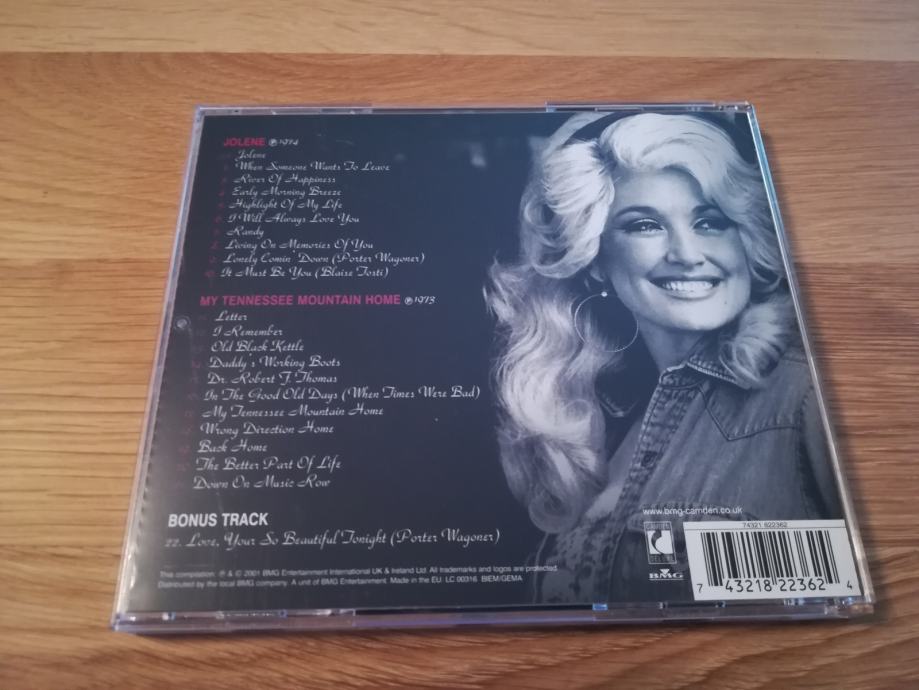 JOLENE ℗ 1974
Jolene
When Someone Wants To Leave
River Of Happiness
Early Morning Breeze
Highlight Of My Life
I Will Always Love You
Randy
Living On Memories Of You
Lonely Comin' Down (Porter Wagoner)
It Must Be You (Blaise Tosti)
MY TENNESSEE MOUNTAIN HOME ℗ 1973
Letter
I Remember
Old Black Kettle
Daddy's Working Boots
Dr. Robert F. Thomas
In The Good Old Days (When Times Were Bad)
My Tennessee Mountain Home
Wrong Direction Home
Back Home
The Better Part Of Life
Down On Music Row
BONUS TRACK
22. Love, Your So Beautiful Tonight (Porter Wagoner)
This compilation: ℗ & © 2001 BMG Entertainment International UK & Ireland Ltd. All trademarks and logos are protected.
Distributed by the local BMG company. A unit of BMG Entertainment. Made in the EU. LC 00316 BIEM/GEMA
www.bmg-camden.co.uk
CAMDEN
DELUXE
BMG
74321 822362
7 43218 22362 4